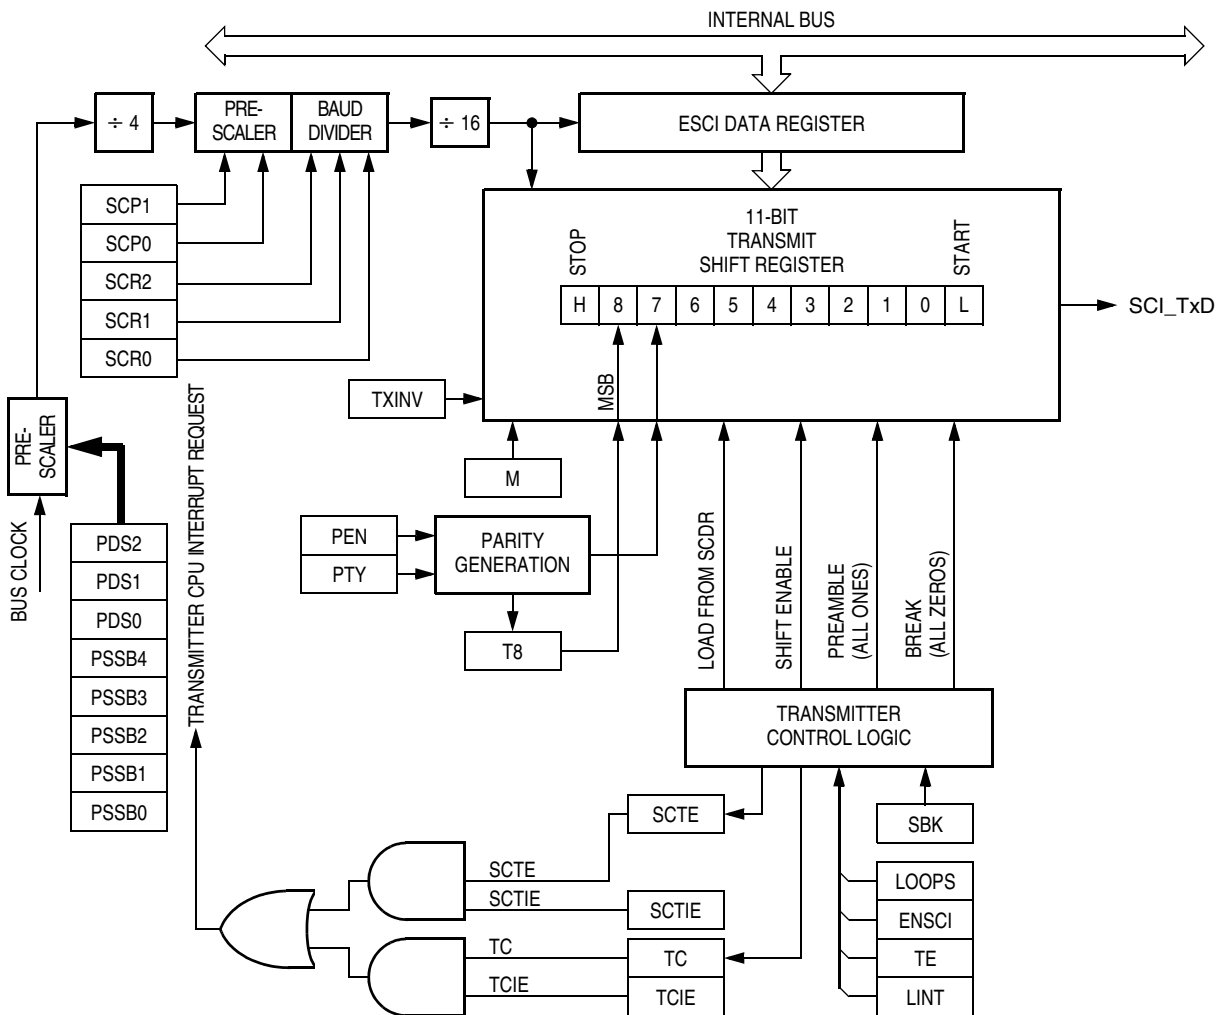 INTERNAL BUS
÷ 4
PRE-
SCALER
BAUD
DIVIDER
÷ 16
ESCI DATA REGISTER
SCP1
SCP0
SCR2
SCR1
SCR0
11-BIT
TRANSMIT
SHIFT REGISTER
STOP
START
H 8 7 6 5 4 3 2 1 0 L
SCI_TxD
MSB
TXINV
M
PRE-
SCALER
BUS CLOCK
TRANSMITTER CPU INTERRUPT REQUEST
PDS2
PDS1
PDS0
PSSB4
PSSB3
PSSB2
PSSB1
PSSB0
PEN
PTY
PARITY
GENERATION
T8
LOAD FROM SCDR
SHIFT ENABLE
PREAMBLE
(ALL ONES)
BREAK
(ALL ZEROS)
TRANSMITTER
CONTROL LOGIC
SCTE
SBK
SCTE
SCTIE
SCTIE
TC
TC
TCIE
TCIE
LOOPS
ENSCI
TE
LINT